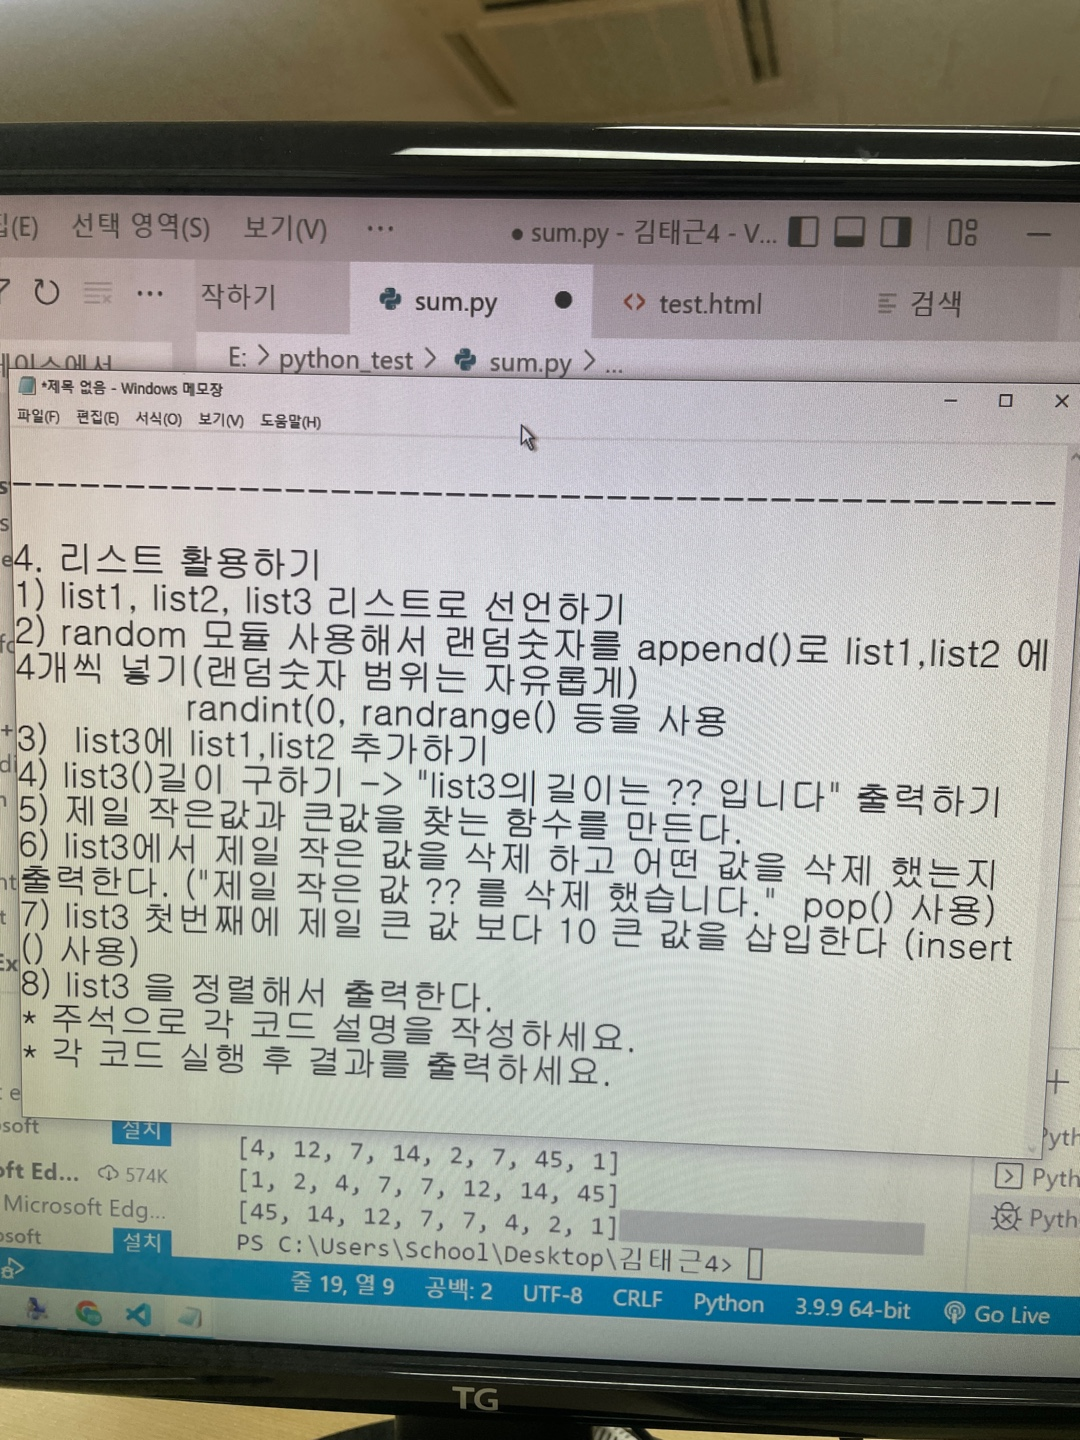 집(E) 선택 영역(S) 보기(V) ... ● sum.py - 김태근4 - V...
... 작하기 sum.py ● <> test.html 검색
E: > python_test > sum.py > ...
*제목 없음 - Windows 메모장
파일(F) 편집(E) 서식(O) 보기(V) 도움말(H)
4. 리스트 활용하기
1) list1, list2, list3 리스트로 선언하기
2) random 모듈 사용해서 랜덤숫자를 append()로 list1,list2 에
4개씩 넣기(랜덤숫자 범위는 자유롭게)
randint(0, randrange() 등을 사용
3) list3에 list1,list2 추가하기
4) list3()길이 구하기 -> "list3의 길이는 ?? 입니다" 출력하기
5) 제일 작은값과 큰값을 찾는 함수를 만든다.
6) list3에서 제일 작은 값을 삭제 하고 어떤 값을 삭제 했는지
출력한다. ("제일 작은 값 ?? 를 삭제 했습니다." pop() 사용)
7) list3 첫번째에 제일 큰 값 보다 10 큰 값을 삽입한다 (insert
() 사용)
8) list3 을 정렬해서 출력한다.
* 주석으로 각 코드 설명을 작성하세요.
* 각 코드 실행 후 결과를 출력하세요.
[4, 12, 7, 14, 2, 7, 45, 1]
[1, 2, 4, 7, 7, 12, 14, 45]
[45, 14, 12, 7, 7, 4, 2, 1]
PS C:\Users\School\Desktop\김태근4>
osoft 설치
oft Ed... 574K
Microsoft Edg...
osoft 설치
Pyth
Pyth
Pyth
줄 19, 열 9 공백: 2 UTF-8 CRLF Python 3.9.9 64-bit Go Live
TG